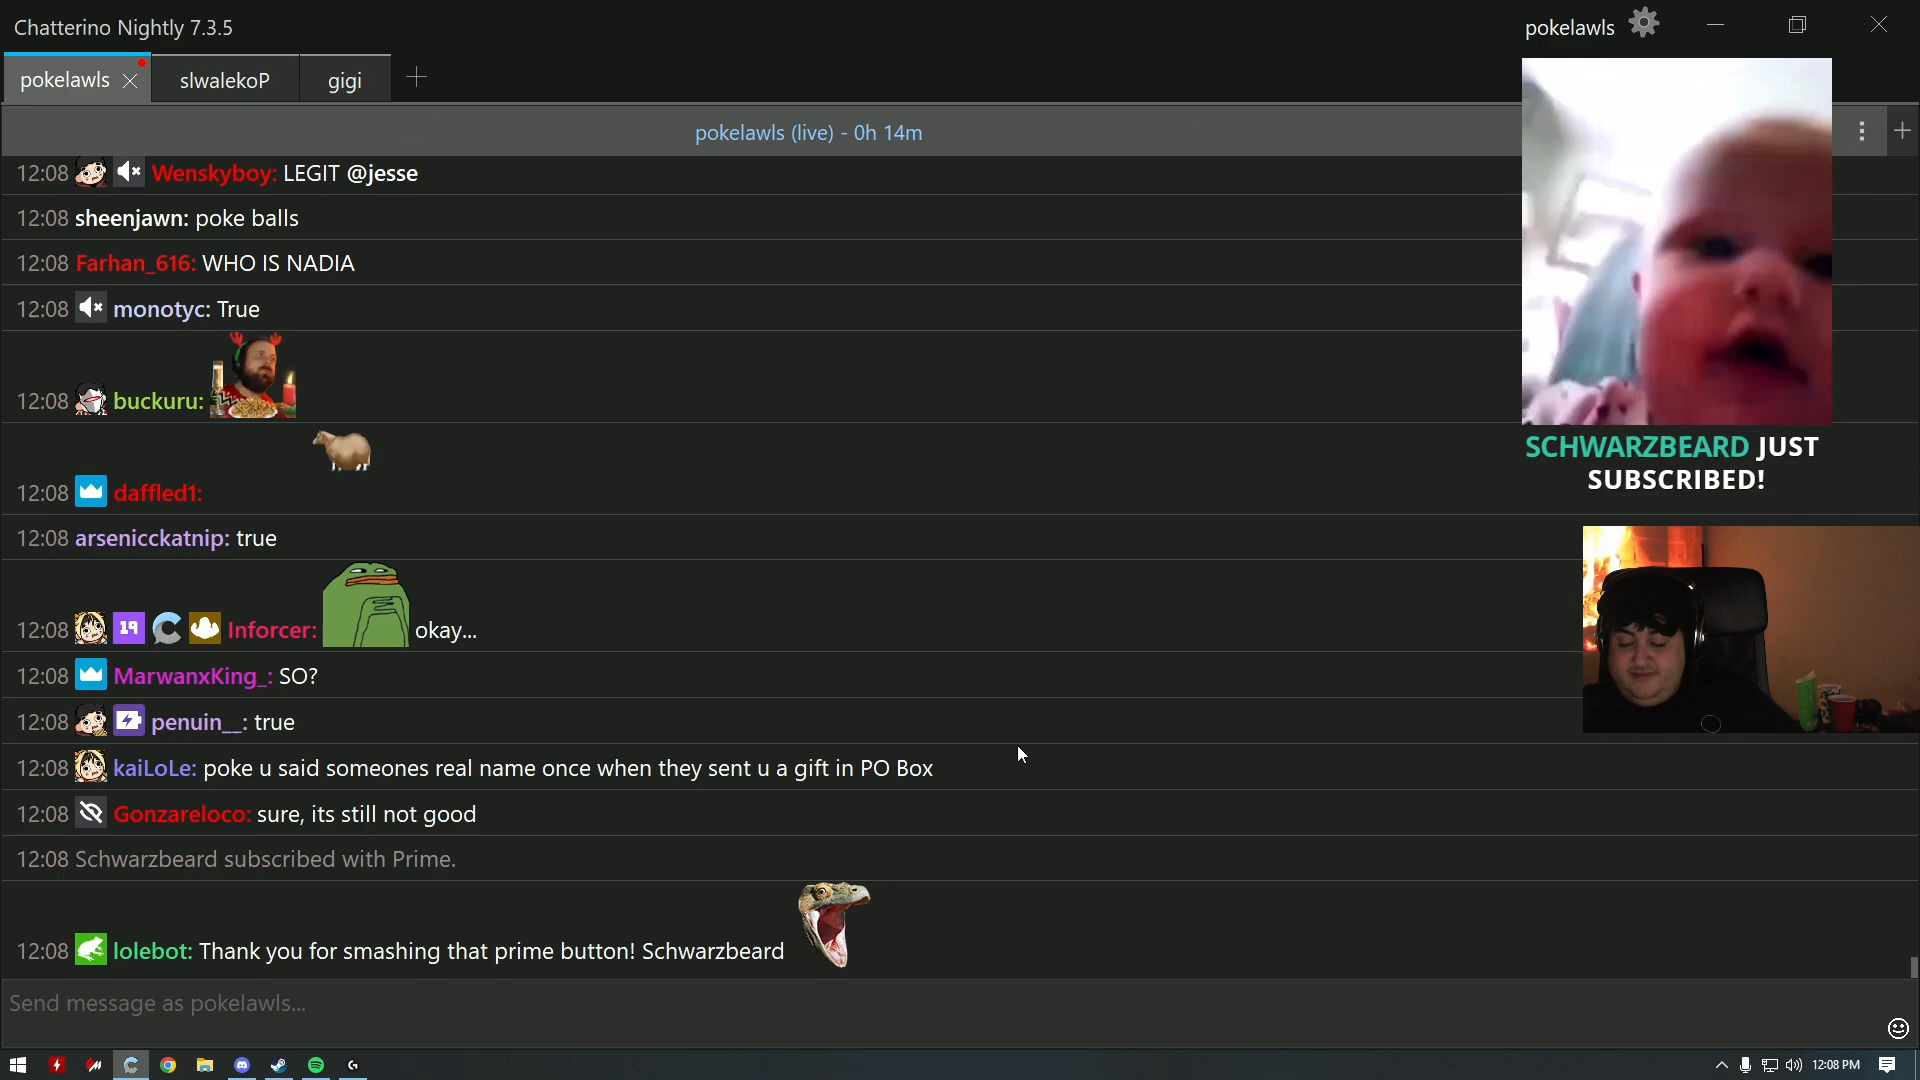 Chatterino Nightly 7.3.5
pokelawls
pokelawls
slwalekoP
gigi
pokelawls (live) - 0h 14m
12:08 Wenskyboy: LEGIT @jesse
12:08 sheenjawn: poke balls
12:08 Farhan_616: WHO IS NADIA
12:08 monotyc: True
12:08 buckuru:
12:08 daffled1:
12:08 arsenicckatnip: true
12:08 19 Inforcer: okay...
12:08 MarwanxKing_: SO?
12:08 penuin__: true
12:08 kaiLoLe: poke u said someones real name once when they sent u a gift in PO Box
12:08 Gonzareloco: sure, its still not good
12:08 Schwarzbeard subscribed with Prime.
12:08 lolebot: Thank you for smashing that prime button! Schwarzbeard
SCHWARZBEARD JUST
SUBSCRIBED!
Send message as pokelawls...
12:08 PM